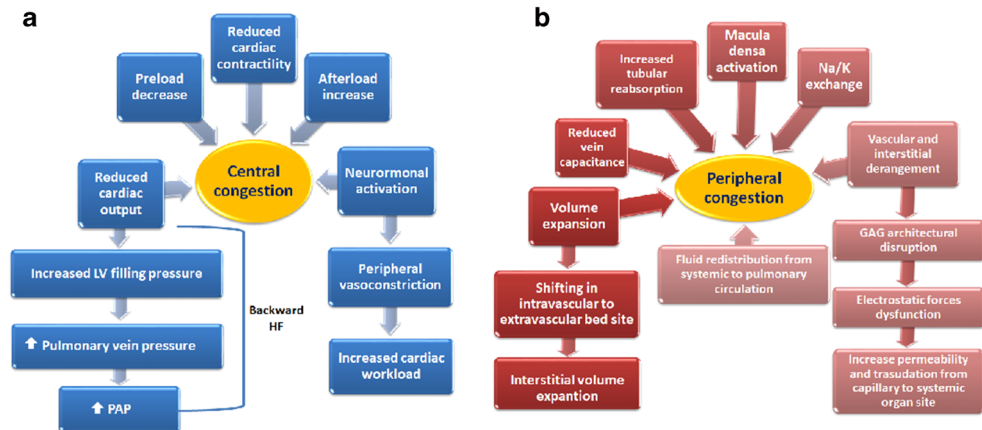 a
Reduced
cardiac
contractility
Preload
decrease
Afterload
increase
Central
congestion
Reduced
cardiac
output
Neurormonal
activation
Increased LV filling pressure
Pulmonary vein pressure
PAP
Backward
HF
Peripheral
vasoconstriction
Increased cardiac
workload
b
Increased
tubular
reabsorption
Macula
densa
activation
Na/K
exchange
Reduced
vein
capacitance
Vascular and
interstitial
derangement
Peripheral
congestion
Volume
expansion
Fluid redistribution from
systemic to pulmonary
circulation
GAG architectural
disruption
Shifting in
intravascular to
extravascular bed site
Electrostatic forces
dysfunction
Interstitial volume
expantion
Increase permeability
and trasudation from
capillary to systemic
organ site